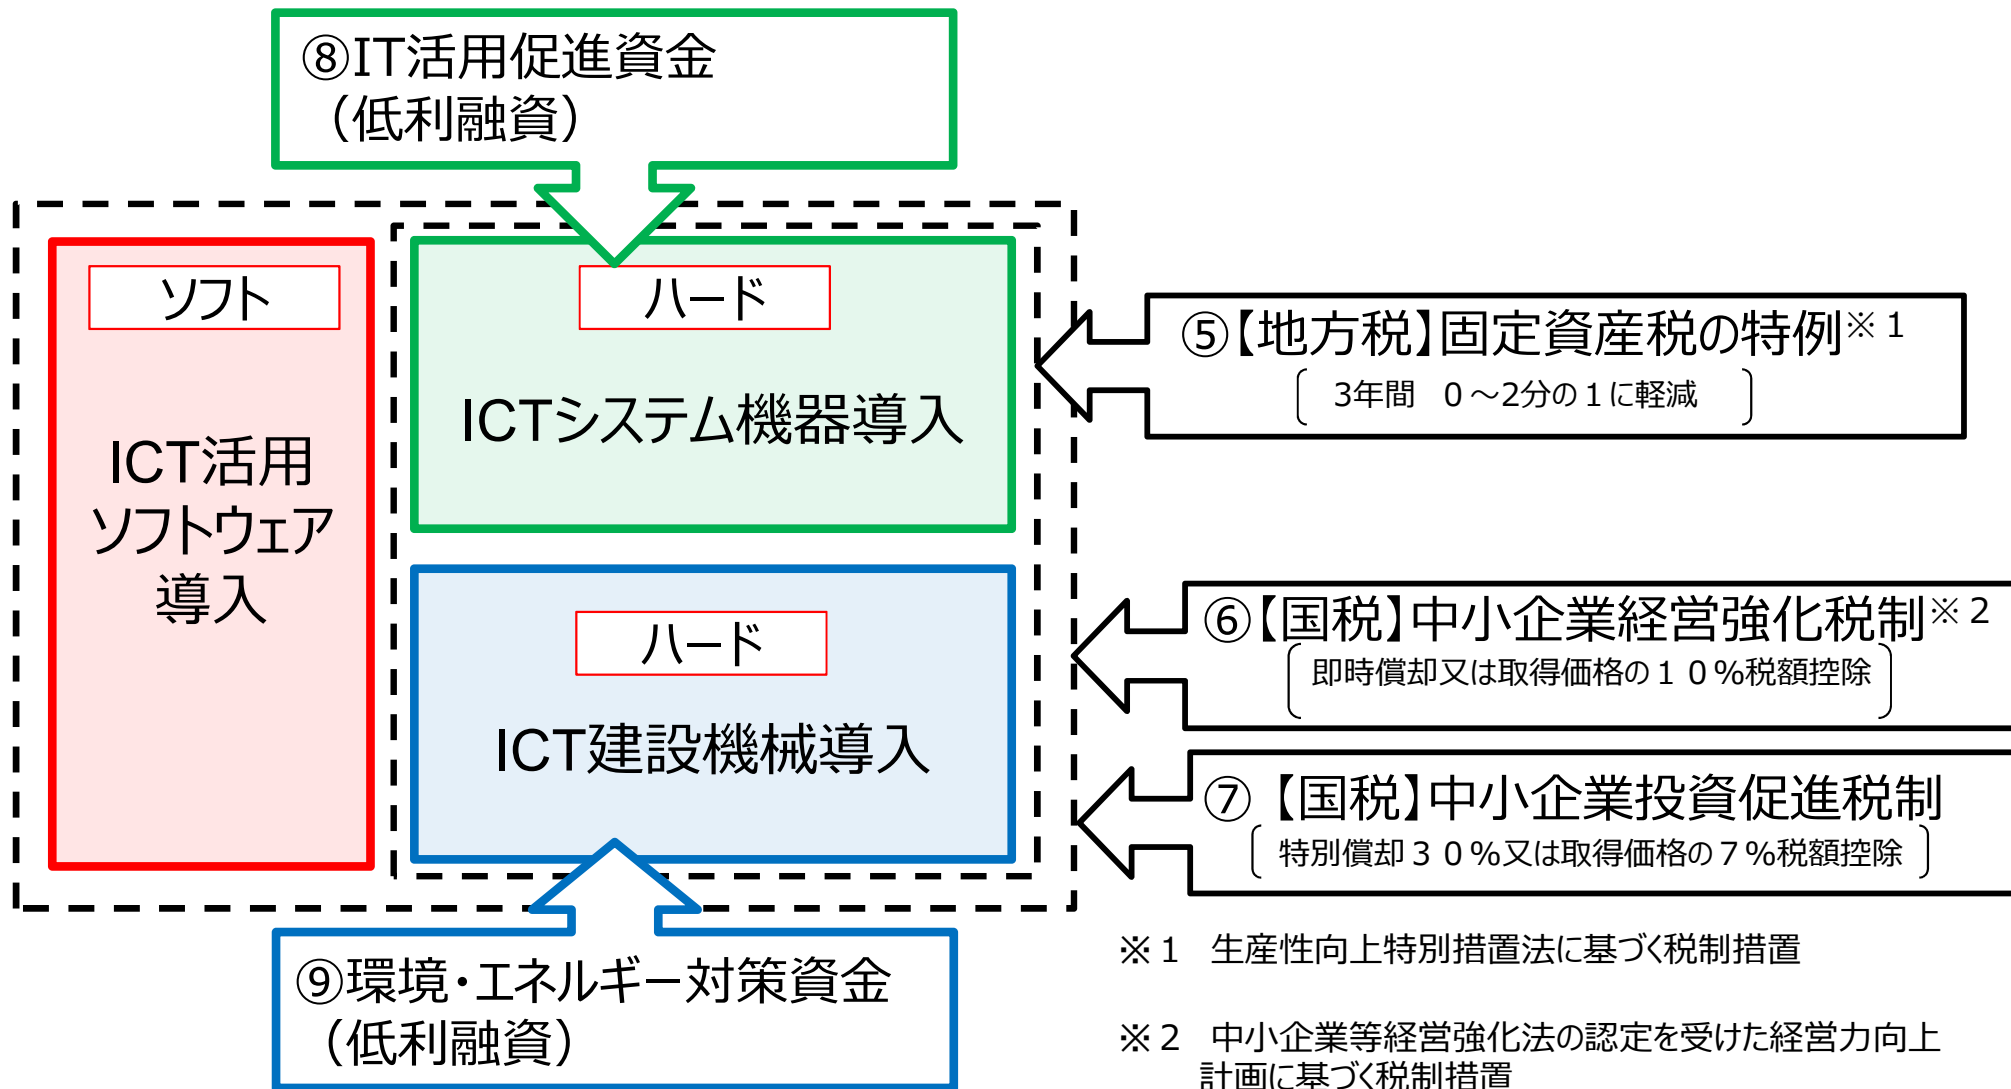 ⑧IT活用促進資金
（低利融資）
ソフト
ICT活用
ソフトウェア
導入
ハード
ICTシステム機器導入
ハード
ICT建設機械導入
⑤【地方税】固定資産税の特例※１
3年間　０～2分の１に軽減
⑥【国税】中小企業経営強化税制※２
即時償却又は取得価格の１０％税額控除
⑦【国税】中小企業投資促進税制
特別償却３０％又は取得価格の７％税額控除
⑨環境・エネルギー対策資金
（低利融資）
※１　生産性向上特別措置法に基づく税制措置
※２　中小企業等経営強化法の認定を受けた経営力向上
計画に基づく税制措置